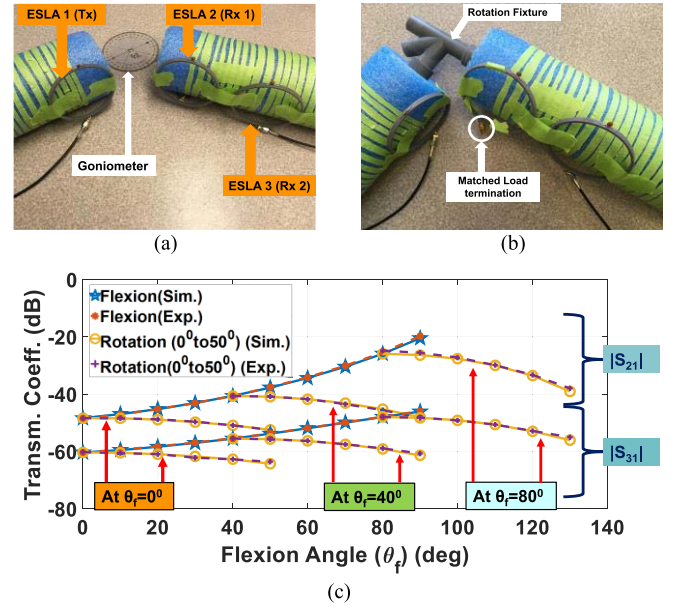 ESLA 1 (Tx)
ESLA 2 (Rx 1)
Goniometer
ESLA 3 (Rx 2)
(a)
Rotation Fixture
Matched Load
termination
(b)
Transm. Coeff. (dB)
0
-20
-40
-60
-80
Flexion(Sim.)
Flexion(Exp.)
Rotation (0⁰to50⁰) (Sim.)
Rotation(0⁰to50⁰) (Exp.)
|S₂₁|
|S₃₁|
At θf=0⁰
At θf=40⁰
At θf=80⁰
0 20 40 60 80 100 120 140
Flexion Angle (θf) (deg)
(c)